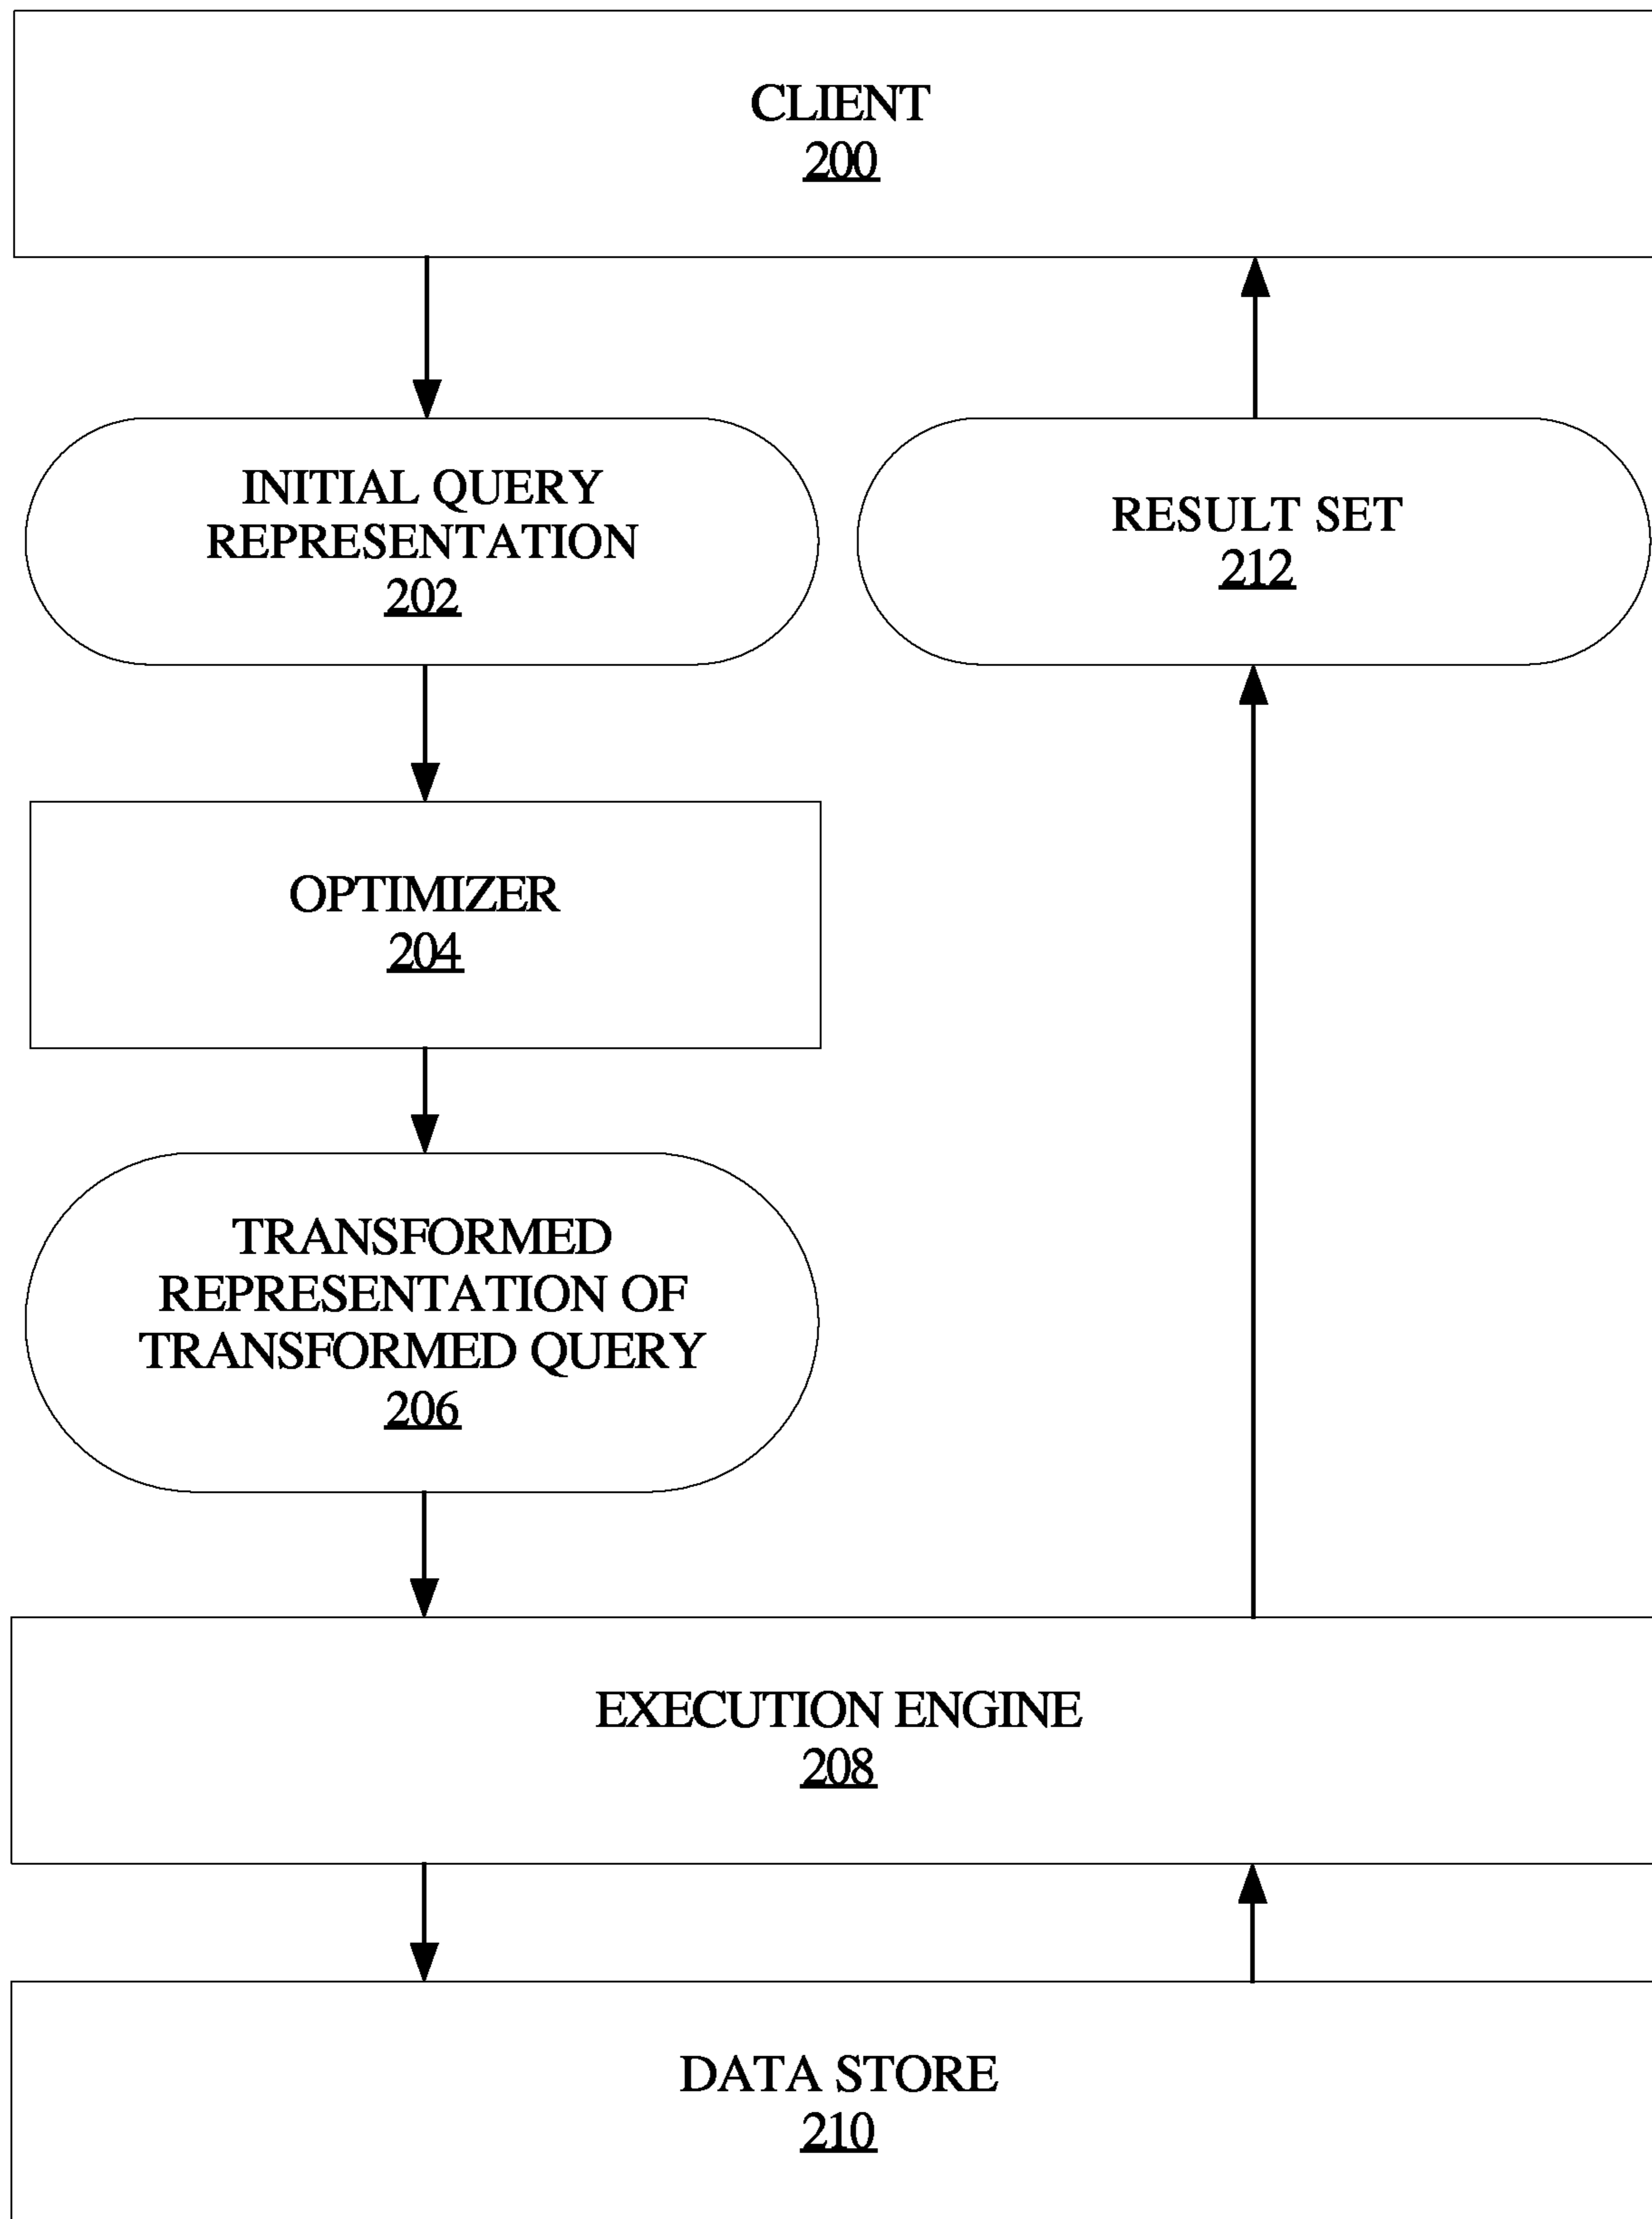 CLIENT
200
INITIAL QUERY
REPRESENTATION
202
RESULT SET
212
OPTIMIZER
204
TRANSFORMED
REPRESENTATION OF
TRANSFORMED QUERY
206
EXECUTION ENGINE
208
DATA STORE
210